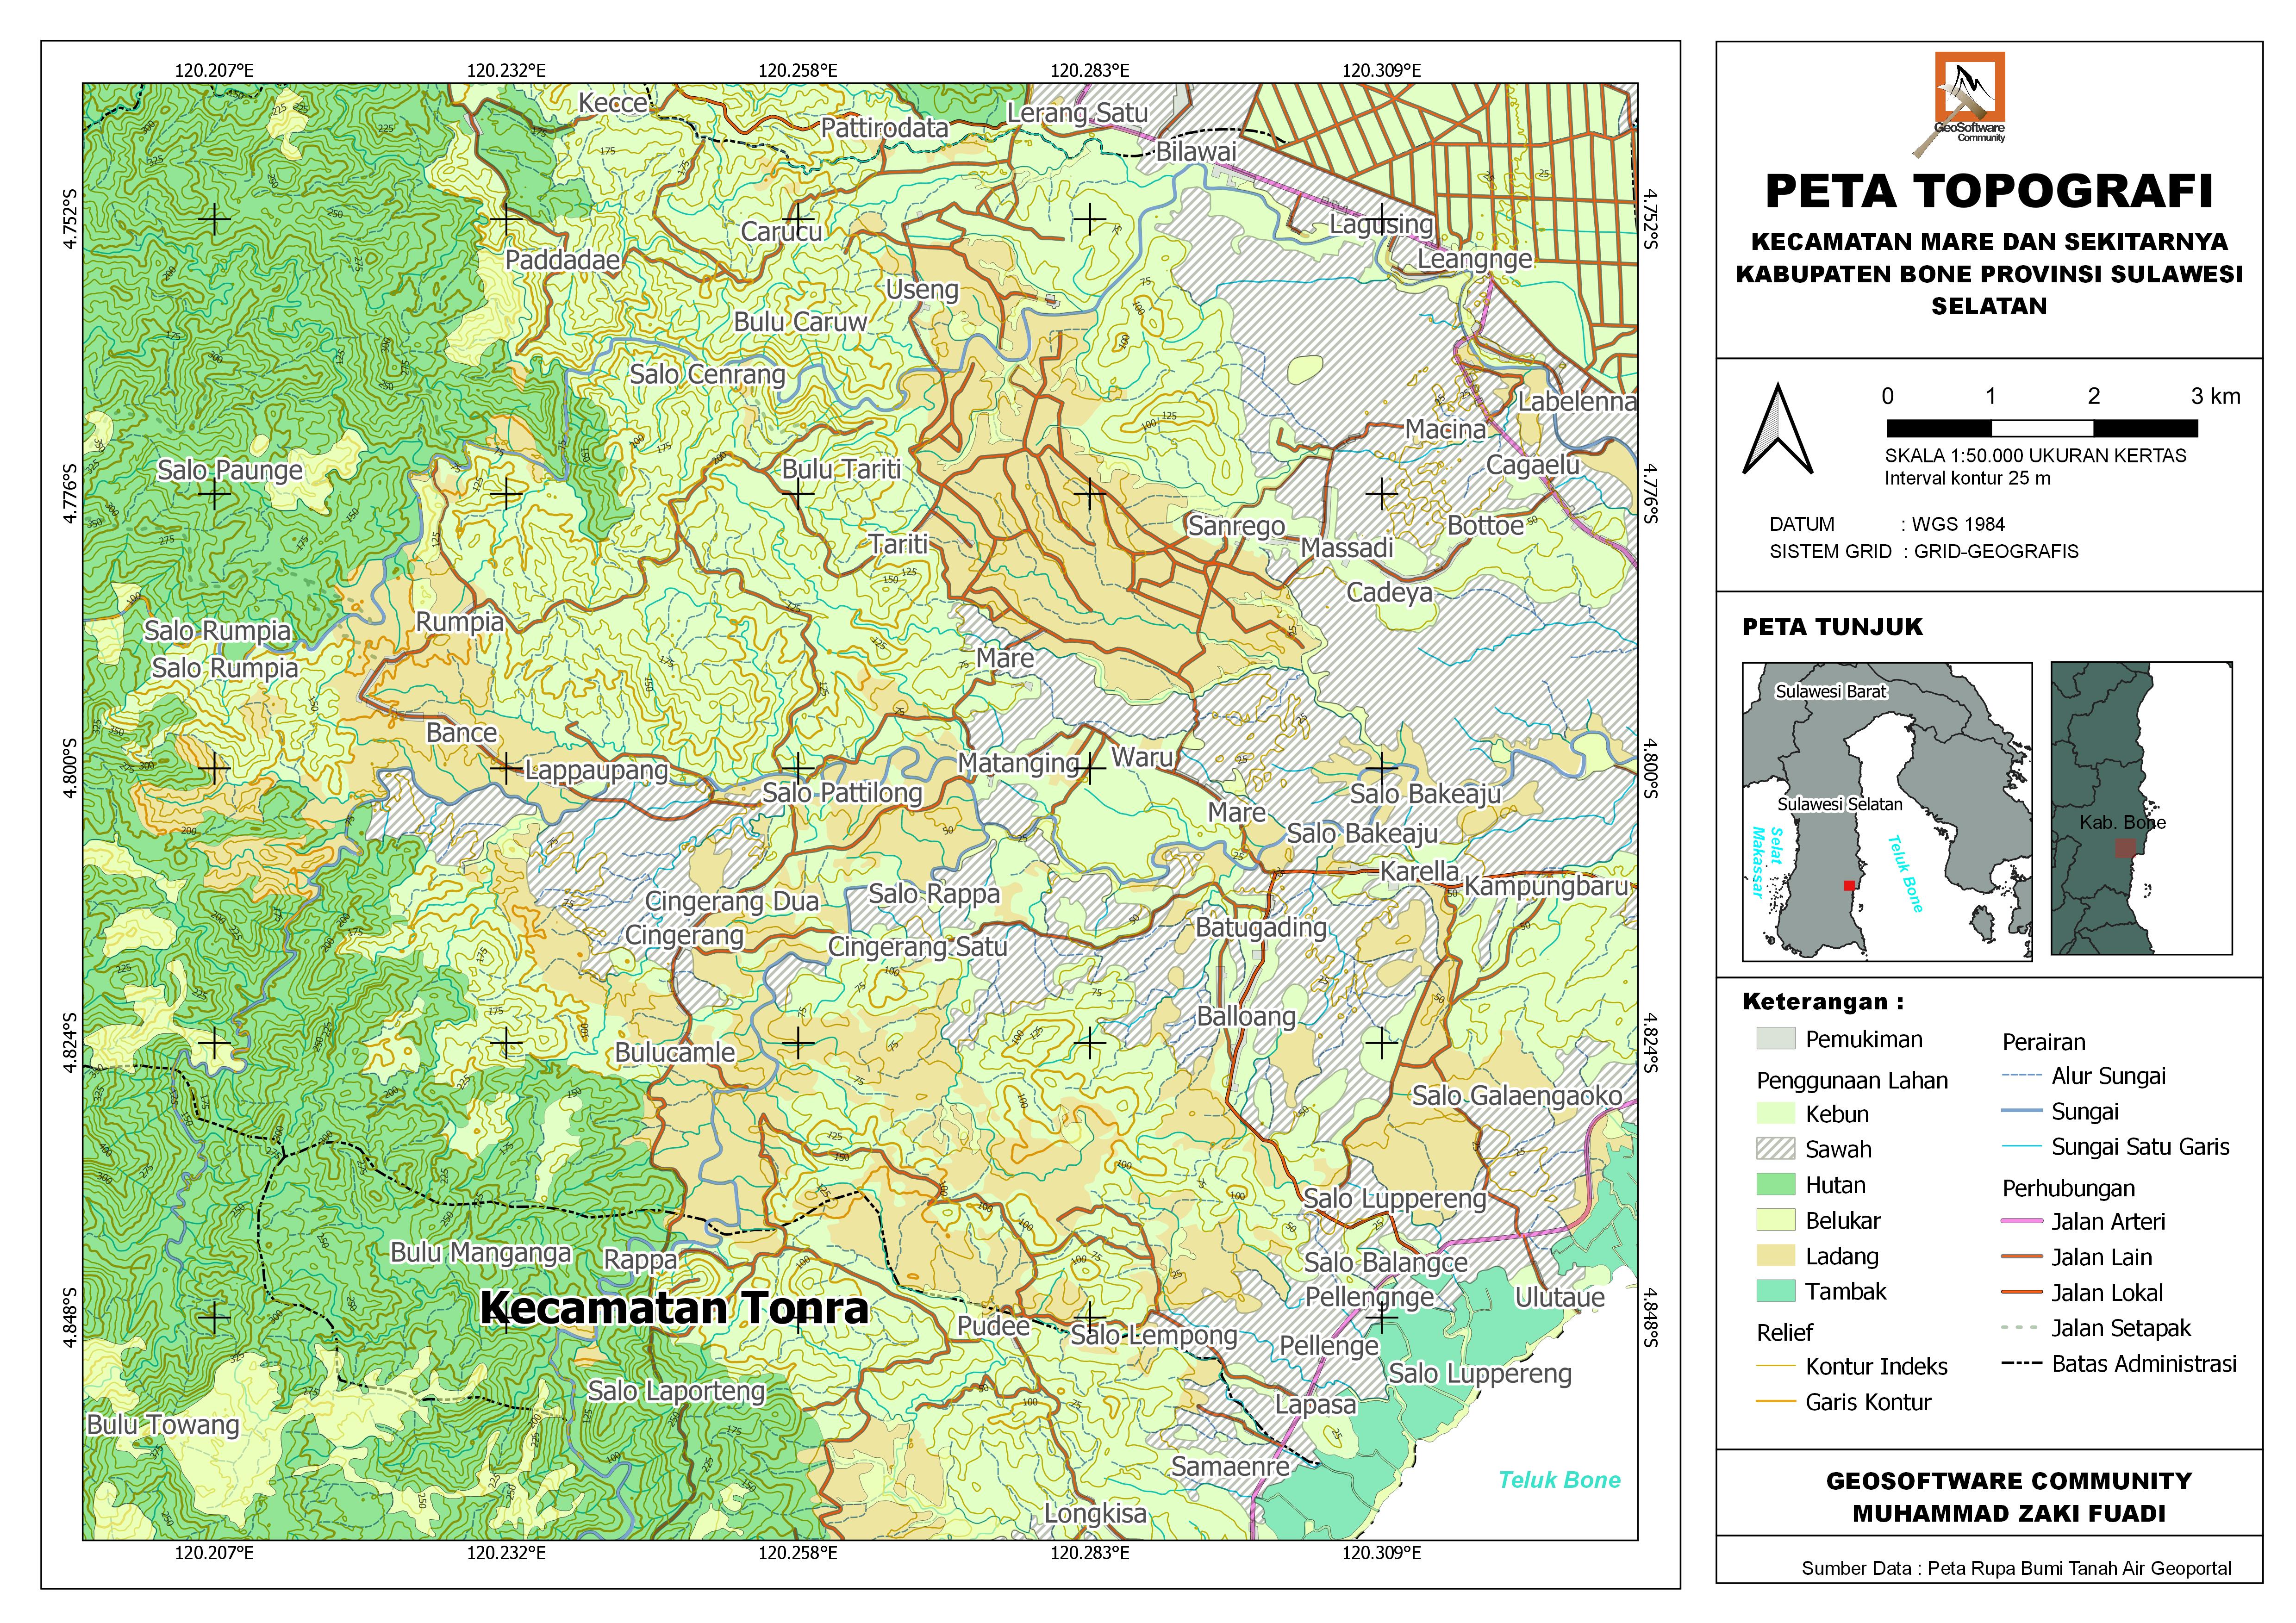 120.207°E
120.232°E
120.258°E
120.283°E
120.309°E
4.752°S
4.776°S
4.800°S
4.824°S
4.848°S
4.752°S
4.776°S
4.800°S
4.824°S
4.848°S
Kecce
Pattirodata
Lerang Satu
Bilawai
Carucu
Lagusing
Paddadae
Leangnge
Useng
Bulu Caruw
Salo Cenrang
Labelenna
Macina
Salo Paunge
Bulu Tariti
Cagaelu
Sanrego
Bottoe
Tariti
Massadi
Cadeya
Rumpia
Salo Rumpia
Salo Rumpia
Mare
Bance
Lappaupang
Matanging
Waru
Salo Pattilong
Salo Bakeaju
Mare
Salo Bakeaju
Karella
Kampungbaru
Salo Rappa
Cingerang Dua
Cingerang
Cingerang Satu
Batugading
Balloang
Bulucamle
Salo Galaengaoko
Salo Luppereng
Bulu Manganga
Rappa
Salo Balangce
Pellengnge
Ulutaue
Kecamatan Tonra
Pudee
Salo Lempong
Pellenge
Salo Luppereng
Salo Laporteng
Lapasa
Bulu Towang
Samaenre
Teluk Bone
Longkisa
120.207°E
120.232°E
120.258°E
120.283°E
120.309°E
GeoSoftware
Community
PETA TOPOGRAFI
KECAMATAN MARE DAN SEKITARNYA
KABUPATEN BONE PROVINSI SULAWESI
SELATAN
0 1 2 3 km
SKALA 1:50.000 UKURAN KERTAS
Interval kontur 25 m
DATUM : WGS 1984
SISTEM GRID : GRID-GEOGRAFIS
PETA TUNJUK
Sulawesi Barat
Sulawesi Selatan
Selat
Makassar
Teluk Bone
Kab. Bone
Keterangan :
Pemukiman
Penggunaan Lahan
Kebun
Sawah
Hutan
Belukar
Ladang
Tambak
Relief
Kontur Indeks
Garis Kontur
Perairan
Alur Sungai
Sungai
Sungai Satu Garis
Perhubungan
Jalan Arteri
Jalan Lain
Jalan Lokal
Jalan Setapak
Batas Administrasi
GEOSOFTWARE COMMUNITY
MUHAMMAD ZAKI FUADI
Sumber Data : Peta Rupa Bumi Tanah Air Geoportal